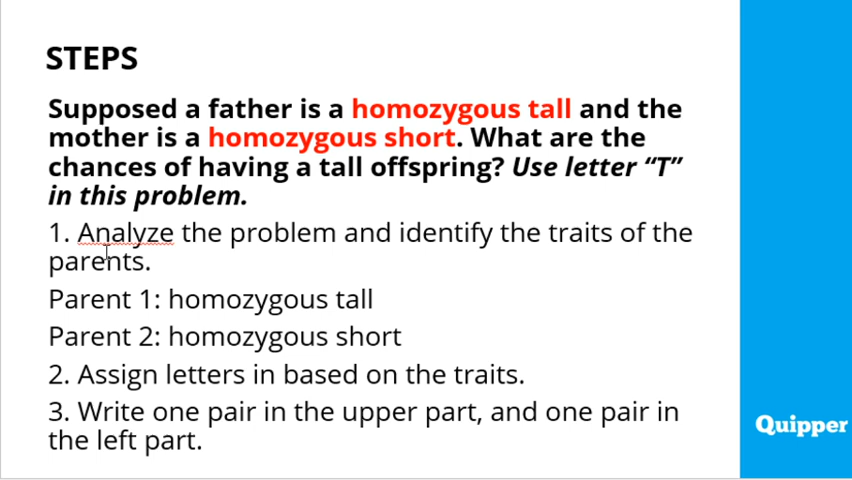 STEPS
Supposed a father is a homozygous tall and the
mother is a homozygous short. What are the
chances of having a tall offspring? Use letter “T”
in this problem.
1. Analyze the problem and identify the traits of the
parents.
Parent 1: homozygous tall
Parent 2: homozygous short
2. Assign letters in based on the traits.
3. Write one pair in the upper part, and one pair in
the left part.
Quipper